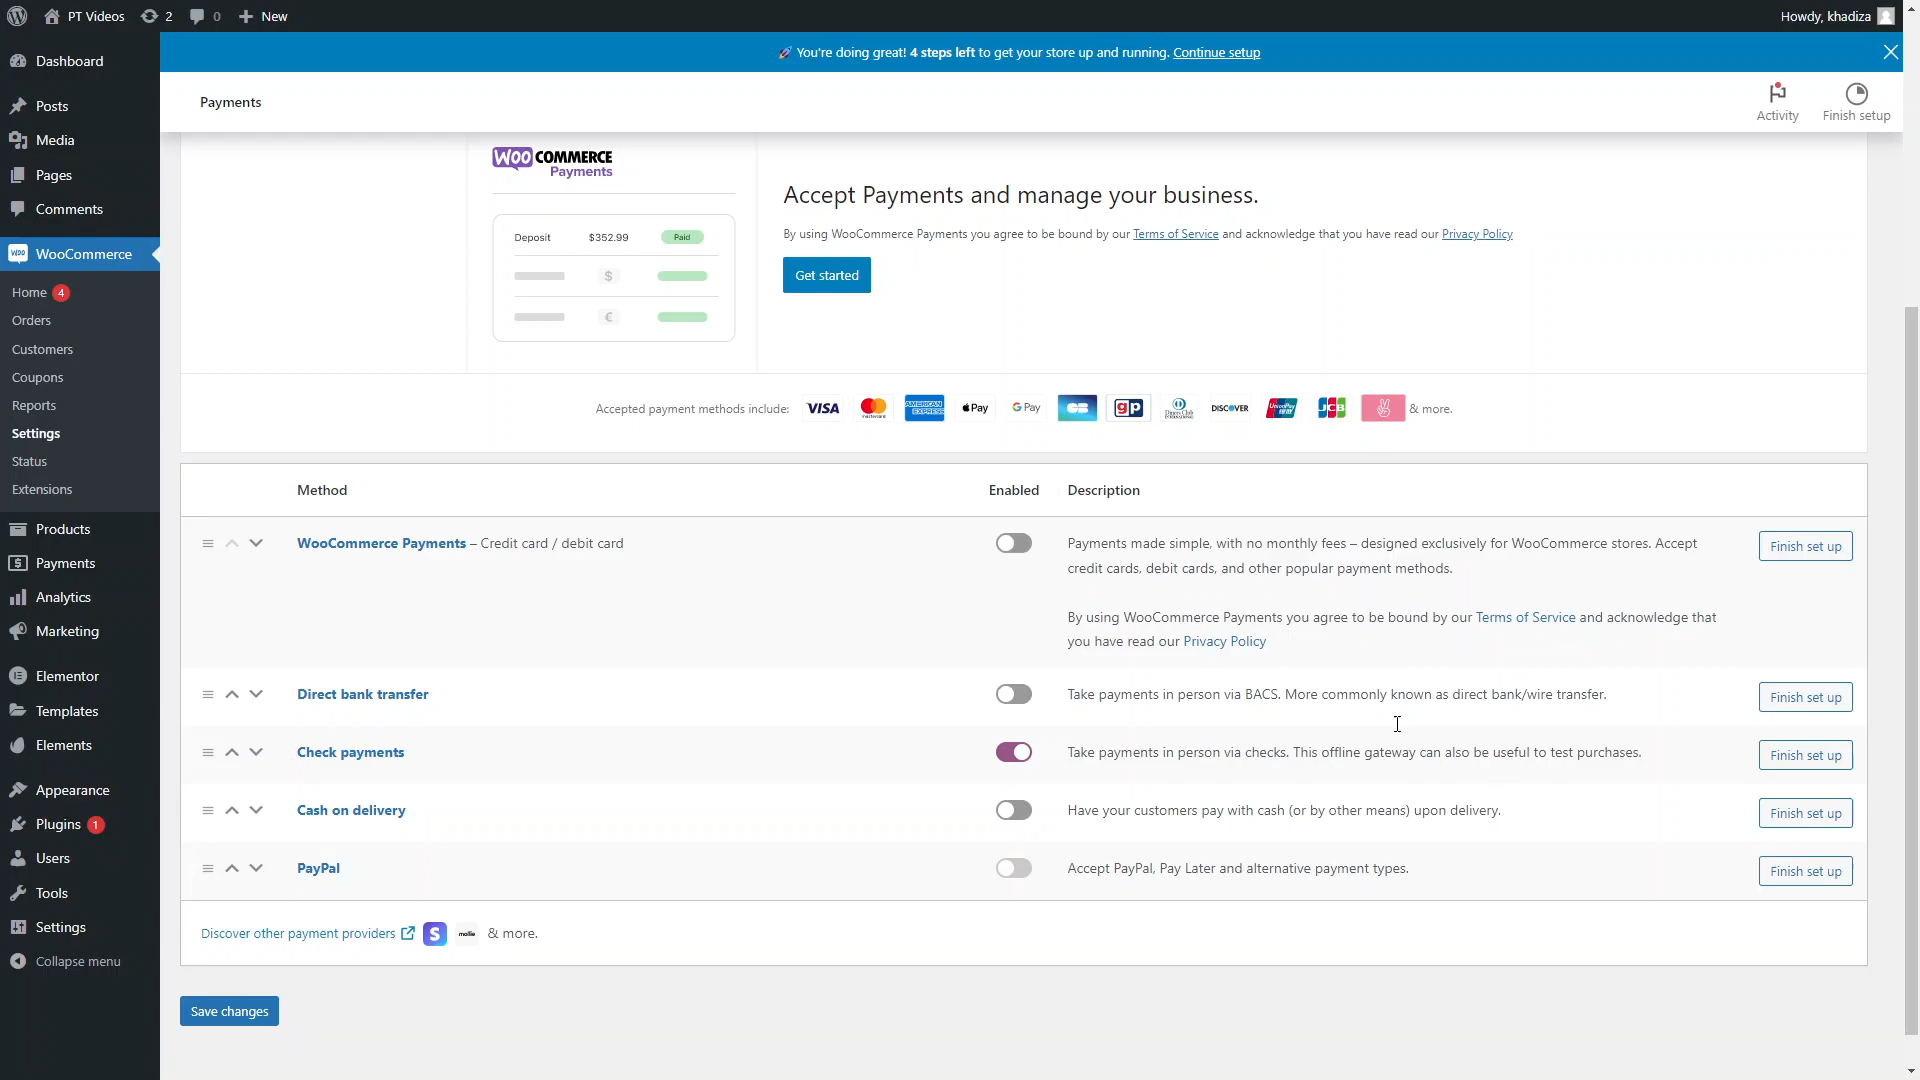 PT Videos
2
0
New
Howdy, khadiza
Dashboard
Posts
Media
Pages
Comments
Woo
WooCommerce
Home 4
Orders
Customers
Coupons
Reports
Settings
Status
Extensions
Products
Payments
Analytics
Marketing
Elementor
Templates
Elements
Appearance
Plugins 1
Users
Tools
Settings
Collapse menu
You're doing great! 4 steps left to get your store up and running. Continue setup
Payments
Activity
Finish setup
WOO COMMERCE
Payments
Deposit $352.99 Paid
$
€
Accept Payments and manage your business.
By using WooCommerce Payments you agree to be bound by our Terms of Service and acknowledge that you have read our Privacy Policy
Get started
Accepted payment methods include: VISA AMERICAN EXPRESS Pay G Pay CB gp DISCOVER UnionPay JCB & more.
Method Enabled Description
WooCommerce Payments – Credit card / debit card
Payments made simple, with no monthly fees – designed exclusively for WooCommerce stores. Accept
credit cards, debit cards, and other popular payment methods.
By using WooCommerce Payments you agree to be bound by our Terms of Service and acknowledge that
you have read our Privacy Policy
Finish set up
Direct bank transfer
Take payments in person via BACS. More commonly known as direct bank/wire transfer.
Finish set up
Check payments
Take payments in person via checks. This offline gateway can also be useful to test purchases.
Finish set up
Cash on delivery
Have your customers pay with cash (or by other means) upon delivery.
Finish set up
PayPal
Accept PayPal, Pay Later and alternative payment types.
Finish set up
Discover other payment providers S mollie & more.
Save changes